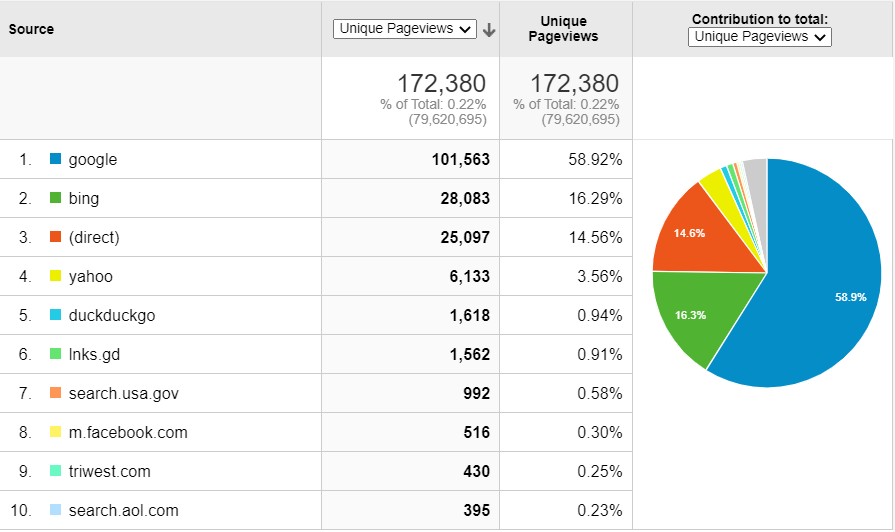 Source
Unique Pageviews
Unique
Pageviews
Contribution to total:
Unique Pageviews
172,380
% of Total: 0.22%
(79,620,695)
172,380
% of Total: 0.22%
(79,620,695)
1. google 101,563 58.92%
2. bing 28,083 16.29%
3. (direct) 25,097 14.56%
4. yahoo 6,133 3.56%
5. duckduckgo 1,618 0.94%
6. lnks.gd 1,562 0.91%
7. search.usa.gov 992 0.58%
8. m.facebook.com 516 0.30%
9. triwest.com 430 0.25%
10. search.aol.com 395 0.23%
14.6%
58.9%
16.3%